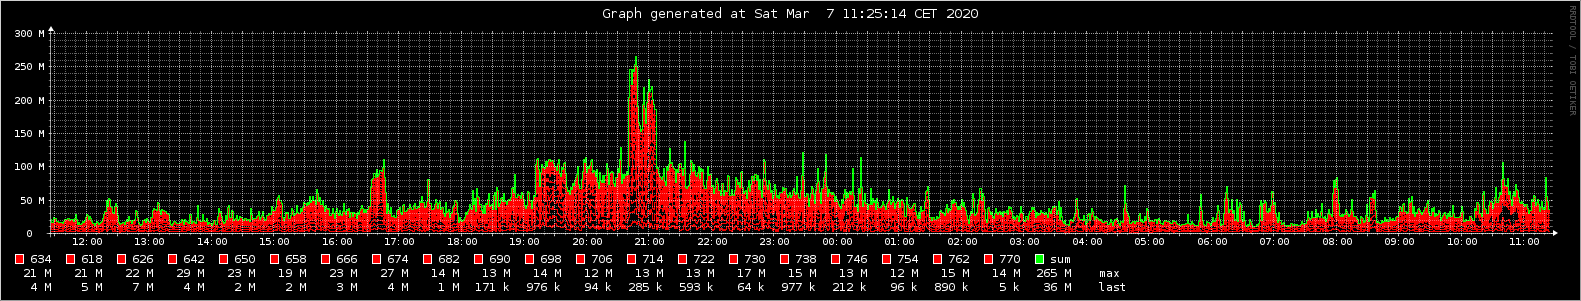 Graph generated at Sat Mar  7 11:25:14 CET 2020
RRDTOOL / TOBI OETIKER
300 M
250 M
200 M
150 M
100 M
50 M
0
12:00 13:00 14:00 15:00 16:00 17:00 18:00 19:00 20:00 21:00 22:00 23:00 00:00 01:00 02:00 03:00 04:00 05:00 06:00 07:00 08:00 09:00 10:00 11:00
634 618 626 642 650 658 666 674 682 690 698 706 714 722 730 738 746 754 762 770 sum
21 M 21 M 22 M 29 M 23 M 19 M 23 M 27 M 14 M 13 M 14 M 12 M 13 M 13 M 17 M 15 M 13 M 12 M 15 M 14 M 265 M max
4 M 5 M 7 M 4 M 2 M 2 M 3 M 4 M 1 M 171 k 976 k 94 k 285 k 593 k 64 k 977 k 212 k 96 k 890 k 5 k 36 M last